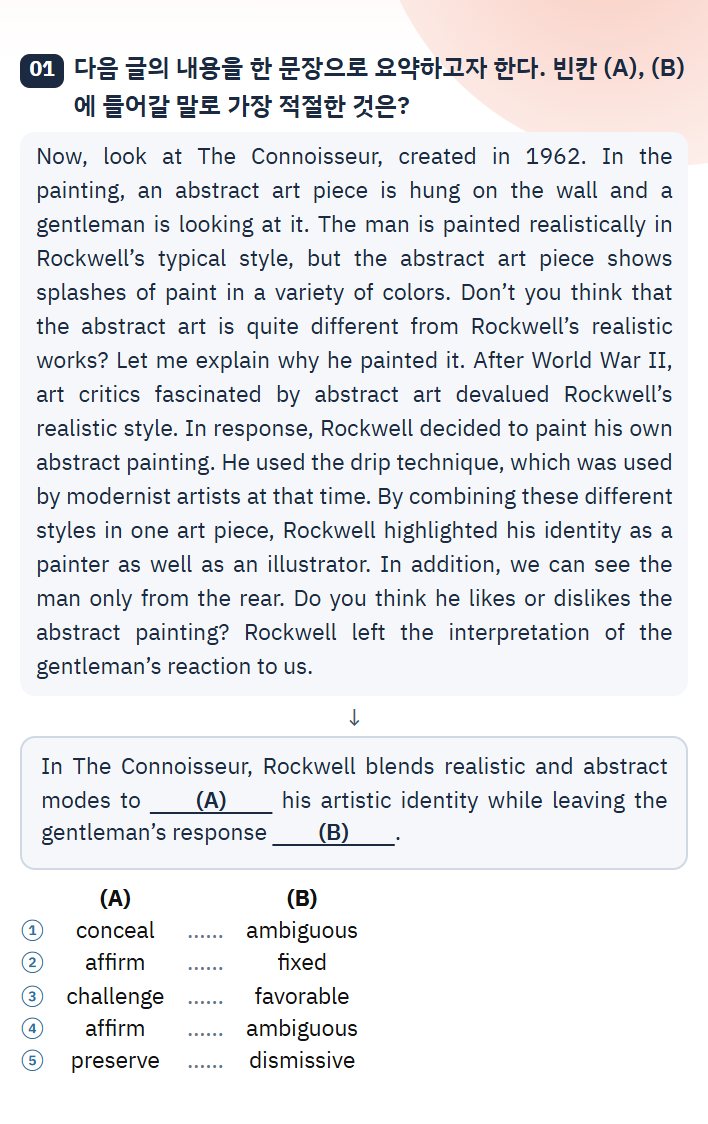 01 다음 글의 내용을 한 문장으로 요약하고자 한다. 빈칸 (A), (B)
에 들어갈 말로 가장 적절한 것은?
Now, look at The Connoisseur, created in 1962. In the
painting, an abstract art piece is hung on the wall and a
gentleman is looking at it. The man is painted realistically in
Rockwell’s typical style, but the abstract art piece shows
splashes of paint in a variety of colors. Don’t you think that
the abstract art is quite different from Rockwell’s realistic
works? Let me explain why he painted it. After World War II,
art critics fascinated by abstract art devalued Rockwell’s
realistic style. In response, Rockwell decided to paint his own
abstract painting. He used the drip technique, which was used
by modernist artists at that time. By combining these different
styles in one art piece, Rockwell highlighted his identity as a
painter as well as an illustrator. In addition, we can see the
man only from the rear. Do you think he likes or dislikes the
abstract painting? Rockwell left the interpretation of the
gentleman’s reaction to us.
↓
In The Connoisseur, Rockwell blends realistic and abstract
modes to (A) his artistic identity while leaving the
gentleman’s response (B).
(A) (B)
① conceal ...... ambiguous
② affirm ...... fixed
③ challenge ...... favorable
④ affirm ...... ambiguous
⑤ preserve ...... dismissive